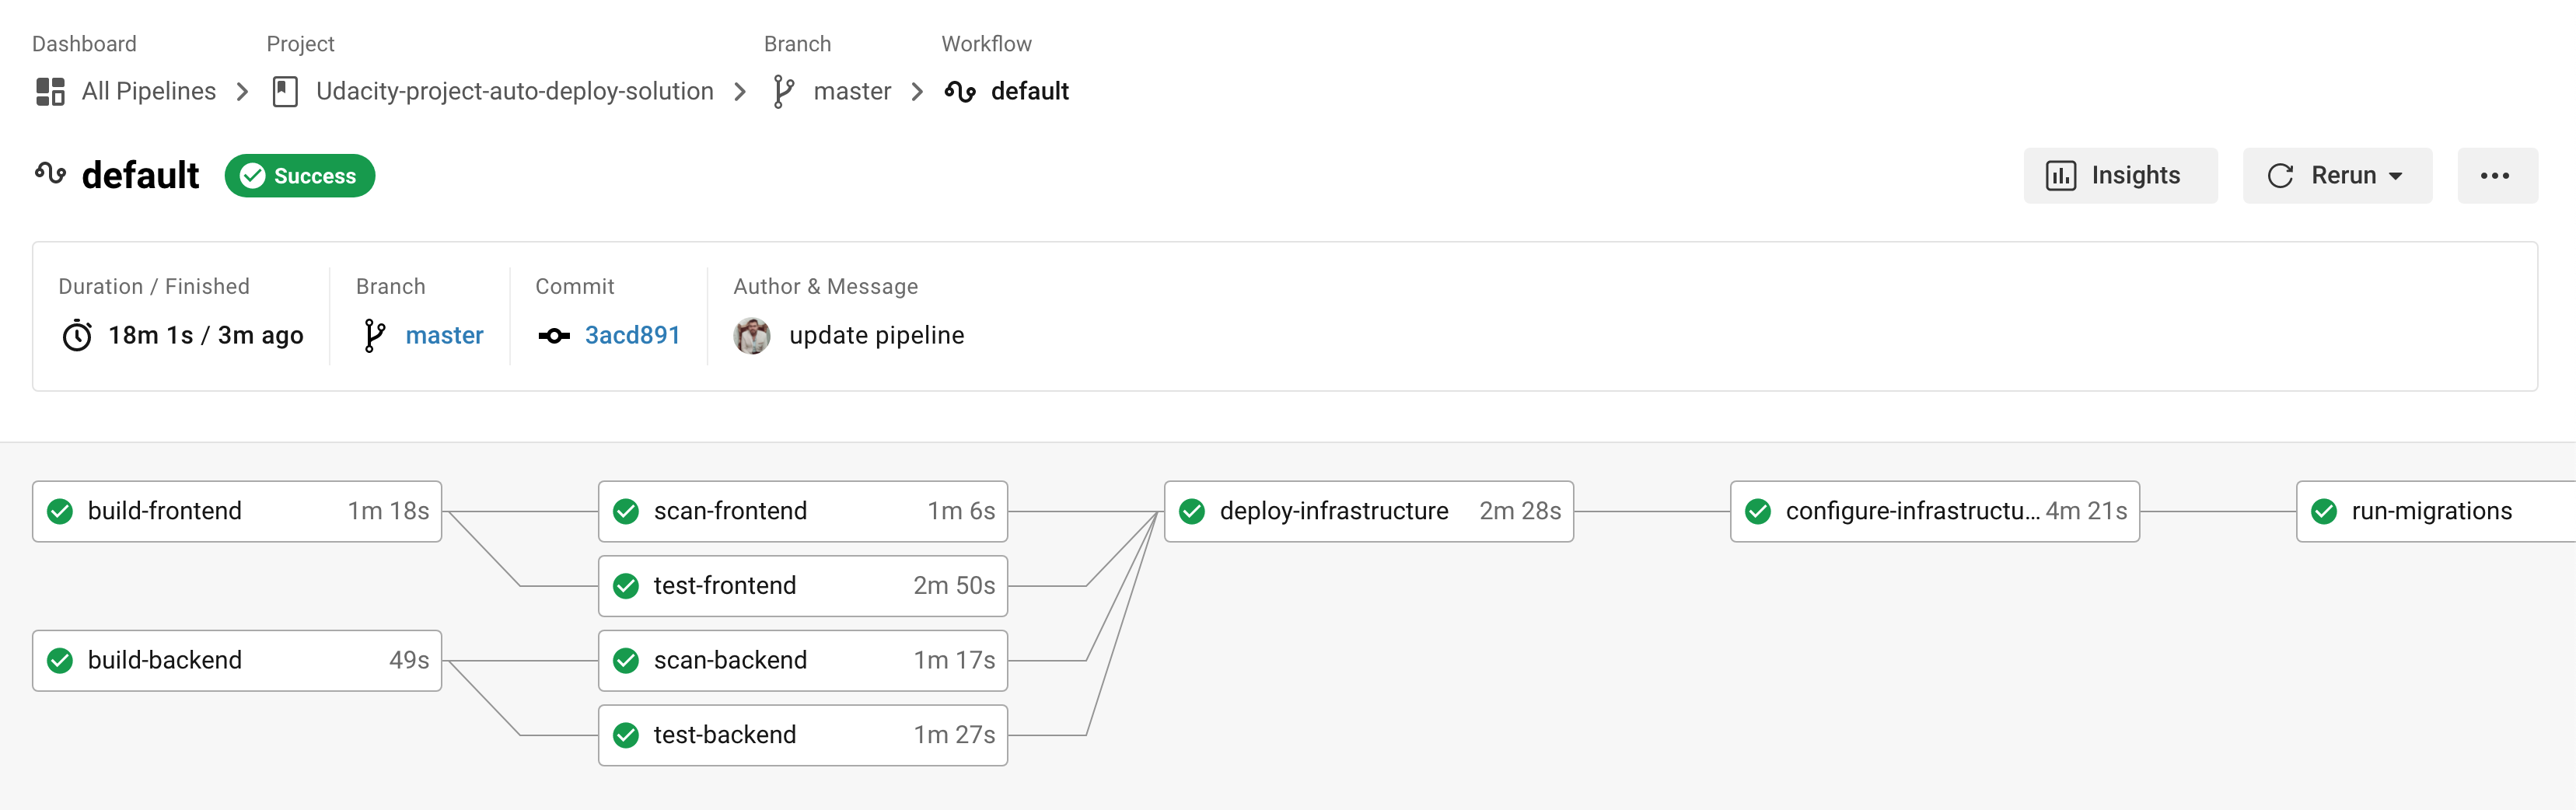 Dashboard Project Branch Workflow
All Pipelines Udacity-project-auto-deploy-solution master default
default Success Insights Rerun
Duration / Finished Branch Commit Author & Message
18m 1s / 3m ago master 3acd891 update pipeline
build-frontend 1m 18s scan-frontend 1m 6s deploy-infrastructure 2m 28s configure-infrastructu... 4m 21s run-migrations
test-frontend 2m 50s
build-backend 49s scan-backend 1m 17s
test-backend 1m 27s